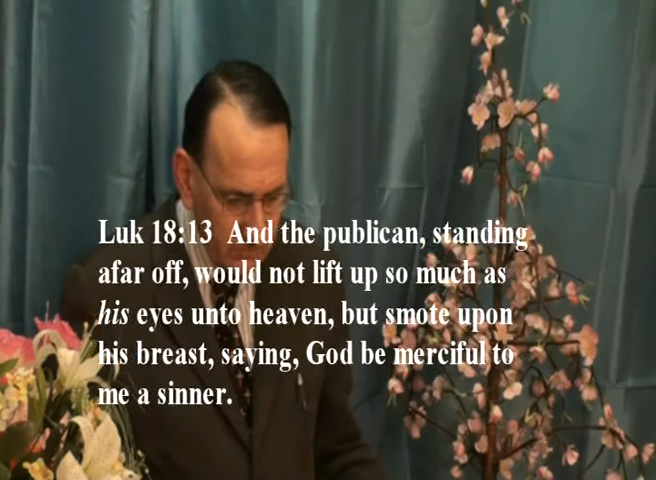 Luk 18:13 And the publican, standing
afar off, would not lift up so much as
his eyes unto heaven, but smote upon
his breast, saying, God be merciful to
me a sinner.